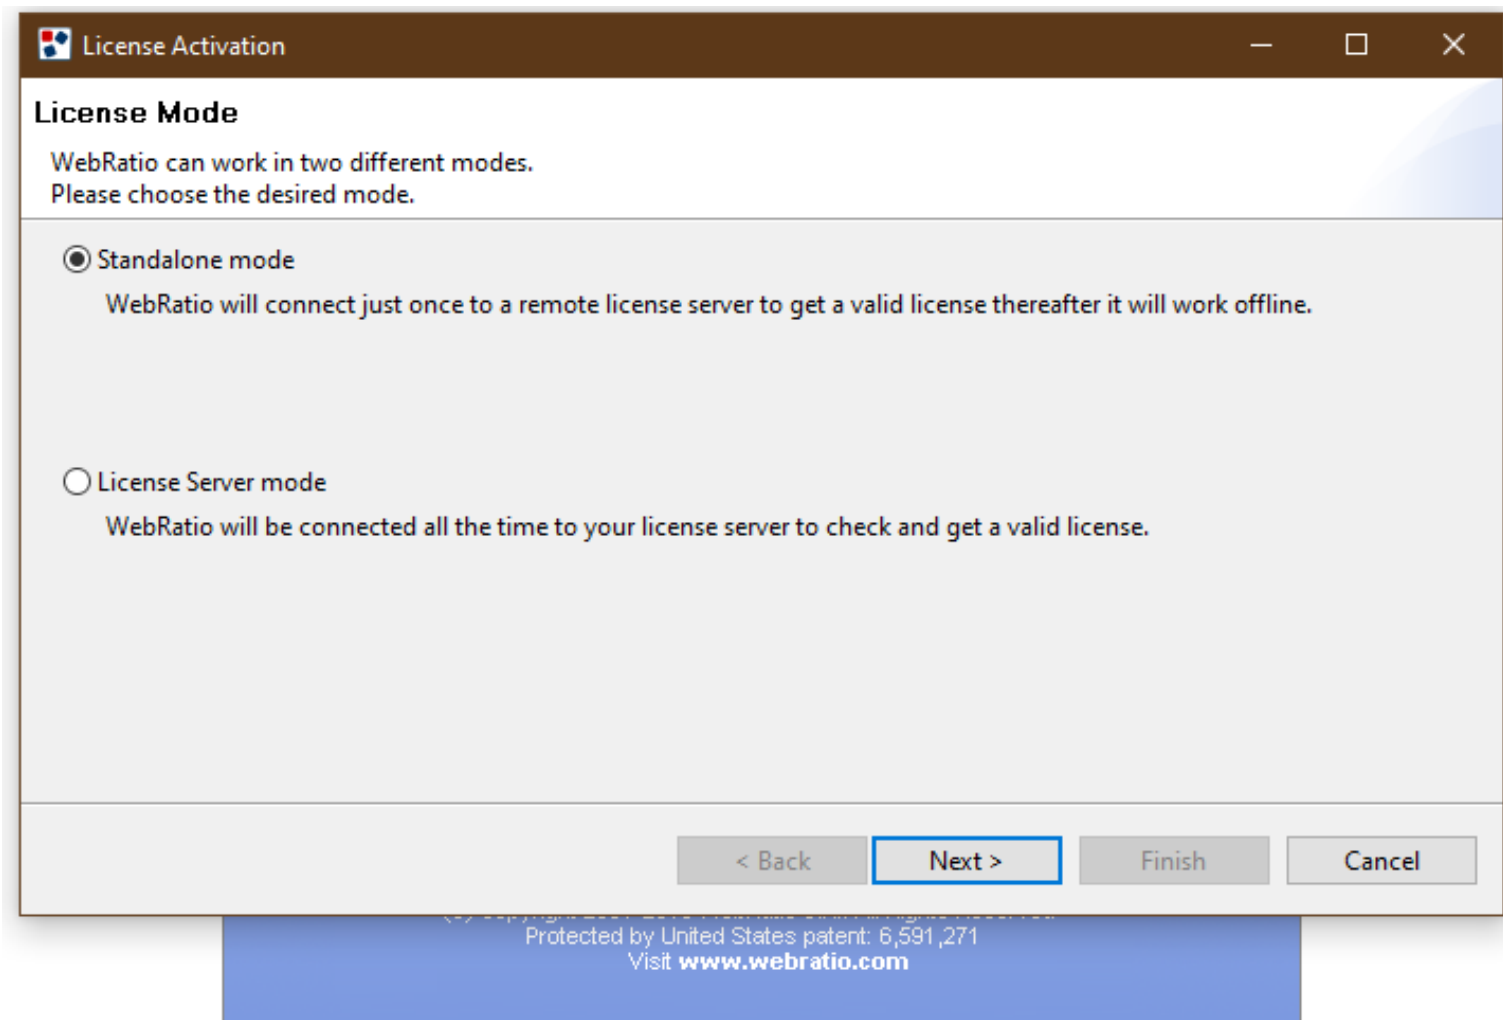 License Activation
License Mode
WebRatio can work in two different modes.
Please choose the desired mode.
Standalone mode
WebRatio will connect just once to a remote license server to get a valid license thereafter it will work offline.
License Server mode
WebRatio will be connected all the time to your license server to check and get a valid license.
< Back
Next >
Finish
Cancel
Protected by United States patent: 6,591,271
Visit www.webratio.com